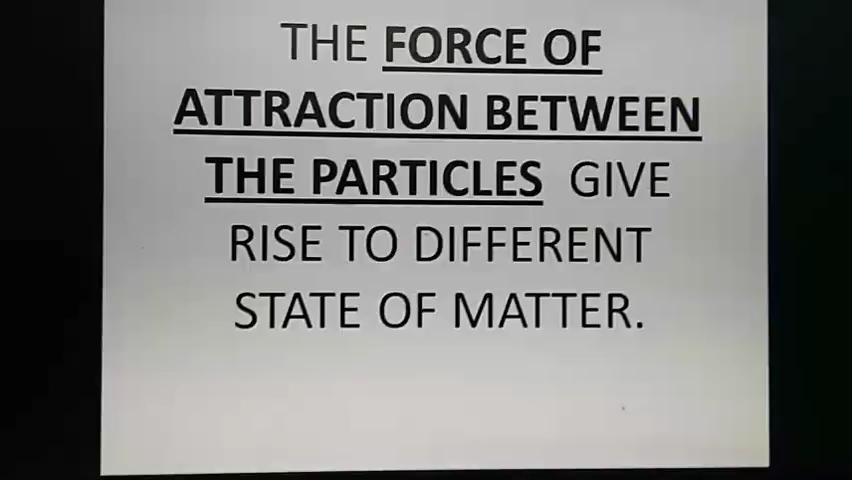 THE FORCE OF
ATTRACTION BETWEEN
THE PARTICLES GIVE
RISE TO DIFFERENT
STATE OF MATTER.